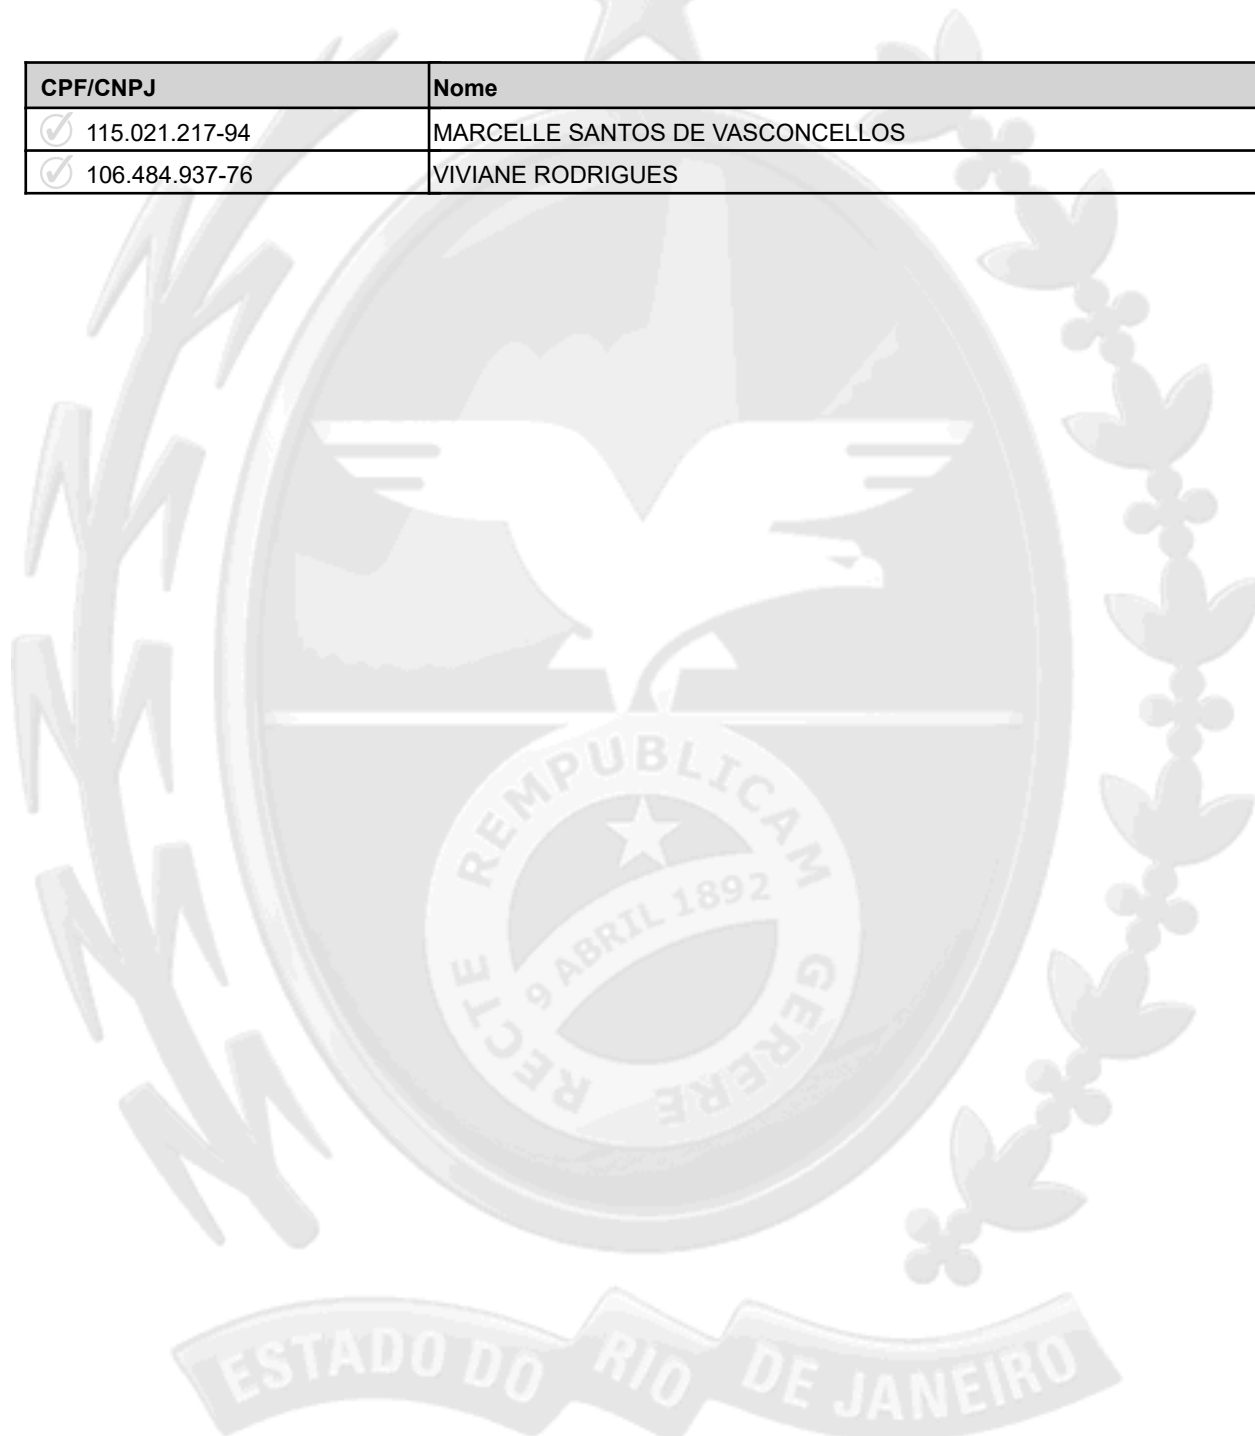 CPF/CNPJ Nome
115.021.217-94 MARCELLE SANTOS DE VASCONCELLOS
106.484.937-76 VIVIANE RODRIGUES
REMPUBLICAM
9 ABRIL 1892
RECTE GERERE
ESTADO DO RIO DE JANEIRO